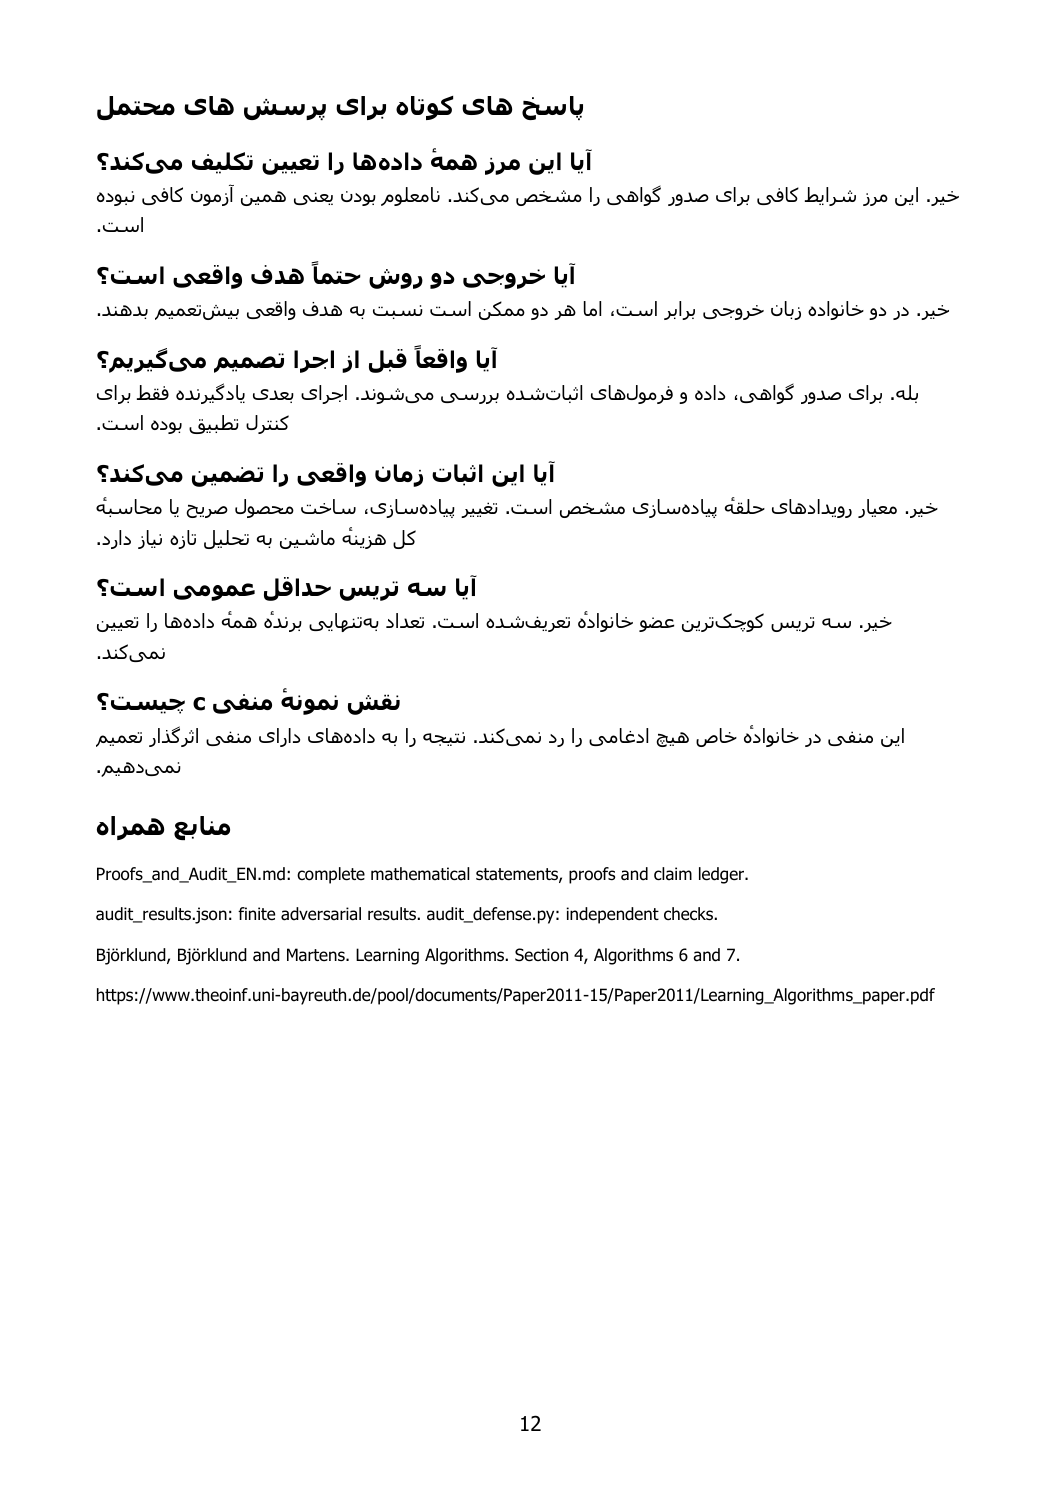 پاسخ های کوتاه برای پرسش های محتمل
آیا این مرز همهٔ داده‌ها را تعیین تکلیف می‌کند؟
خیر. این مرز شرایط کافی برای صدور گواهی را مشخص می‌کند. نامعلوم بودن یعنی همین آزمون کافی نبوده
است.
آیا خروجی دو روش حتماً هدف واقعی است؟
خیر. در دو خانواده زبان خروجی برابر است، اما هر دو ممکن است نسبت به هدف واقعی بیش‌تعمیم بدهند.
آیا واقعاً قبل از اجرا تصمیم می‌گیریم؟
بله. برای صدور گواهی، داده و فرمول‌های اثبات‌شده بررسی می‌شوند. اجرای بعدی یادگیرنده فقط برای
کنترل تطبیق بوده است.
آیا این اثبات زمان واقعی را تضمین می‌کند؟
خیر. معیار رویدادهای حلقهٔ پیاده‌سازی مشخص است. تغییر پیاده‌سازی، ساخت محصول صریح یا محاسبهٔ
کل هزینهٔ ماشین به تحلیل تازه نیاز دارد.
آیا سه تریس حداقل عمومی است؟
خیر. سه تریس کوچک‌ترین عضو خانوادهٔ تعریف‌شده است. تعداد به‌تنهایی برندهٔ همهٔ داده‌ها را تعیین
نمی‌کند.
نقش نمونهٔ منفی c چیست؟
این منفی در خانوادهٔ خاص هیچ ادغامی را رد نمی‌کند. نتیجه را به داده‌های دارای منفی اثرگذار تعمیم
نمی‌دهیم.
منابع همراه
Proofs_and_Audit_EN.md: complete mathematical statements, proofs and claim ledger.
audit_results.json: finite adversarial results. audit_defense.py: independent checks.
Björklund, Björklund and Martens. Learning Algorithms. Section 4, Algorithms 6 and 7.
https://www.theoinf.uni-bayreuth.de/pool/documents/Paper2011-15/Paper2011/Learning_Algorithms_paper.pdf
12